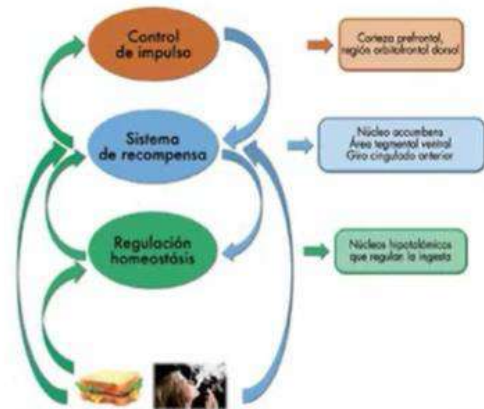 Control
de impulso
Corteza prefrontal,
región orbitofrontal dorsal
Sistema
de recompensa
Núcleo accumbens
Área tegmental ventral
Giro cingulado anterior
Regulación
homeostásis
Núcleos hipotolómicos
que regulan la ingesta